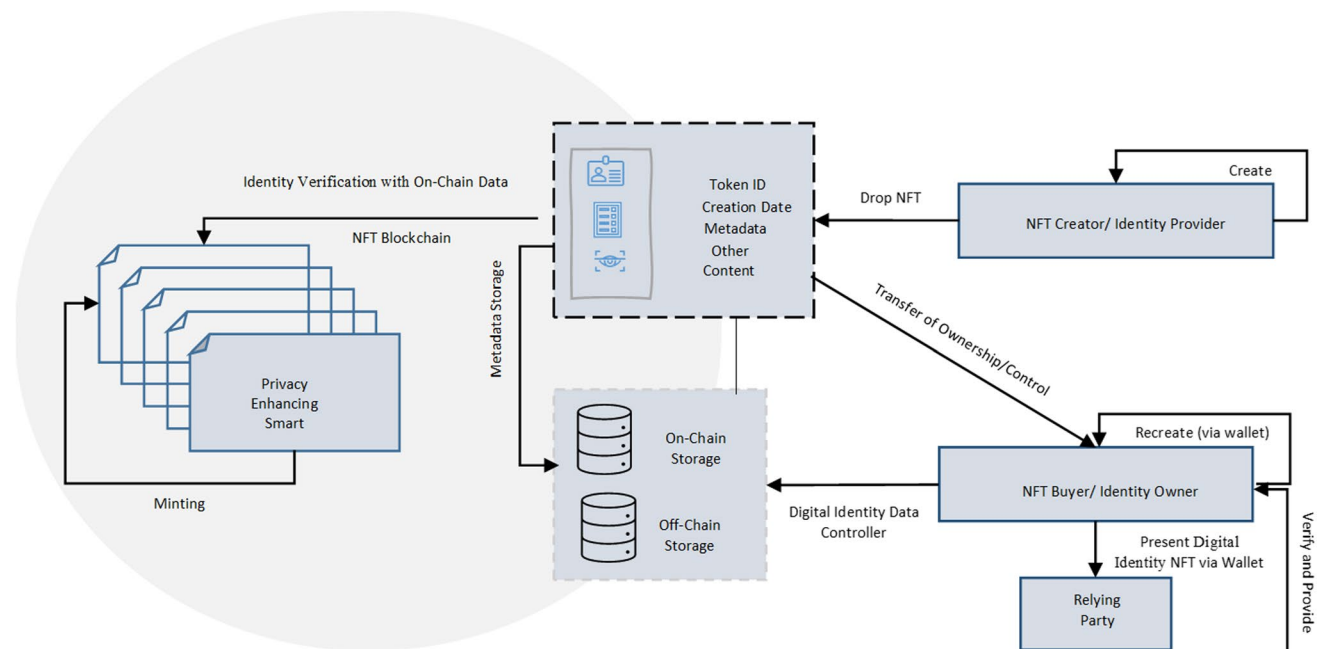 Identity Verification with On-Chain Data
NFT Blockchain
Privacy
Enhancing
Smart
Minting
Metadata Storage
Token ID
Creation Date
Metadata
Other
Content
Drop NFT
Create
NFT Creator/ Identity Provider
Transfer of Ownership/Control
On-Chain
Storage
Off-Chain
Storage
Digital Identity Data
Controller
Recreate (via wallet)
NFT Buyer/ Identity Owner
Present Digital
Identity NFT via Wallet
Relying
Party
Verify and Provide